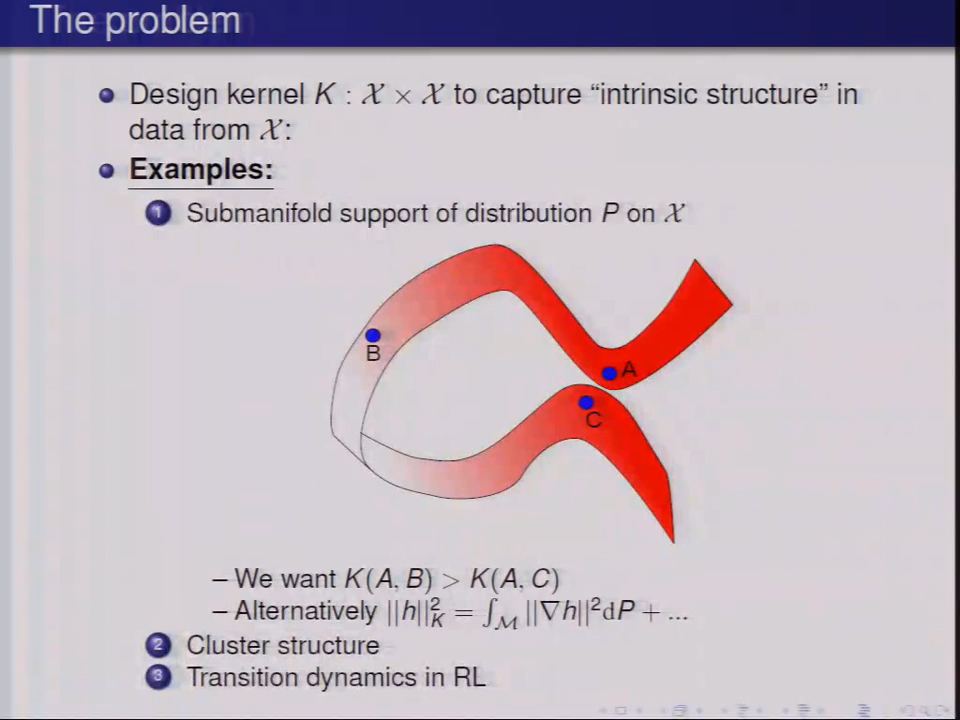 The problem
Design kernel K : 𝒳 × 𝒳 to capture “intrinsic structure” in
data from 𝒳:
Examples:
1 Submanifold support of distribution P on 𝒳
B
A
C
– We want K(A, B) > K(A, C)
– Alternatively ||h||²_K = ∫_ℳ ||∇h||²dP + ...
2 Cluster structure
3 Transition dynamics in RL